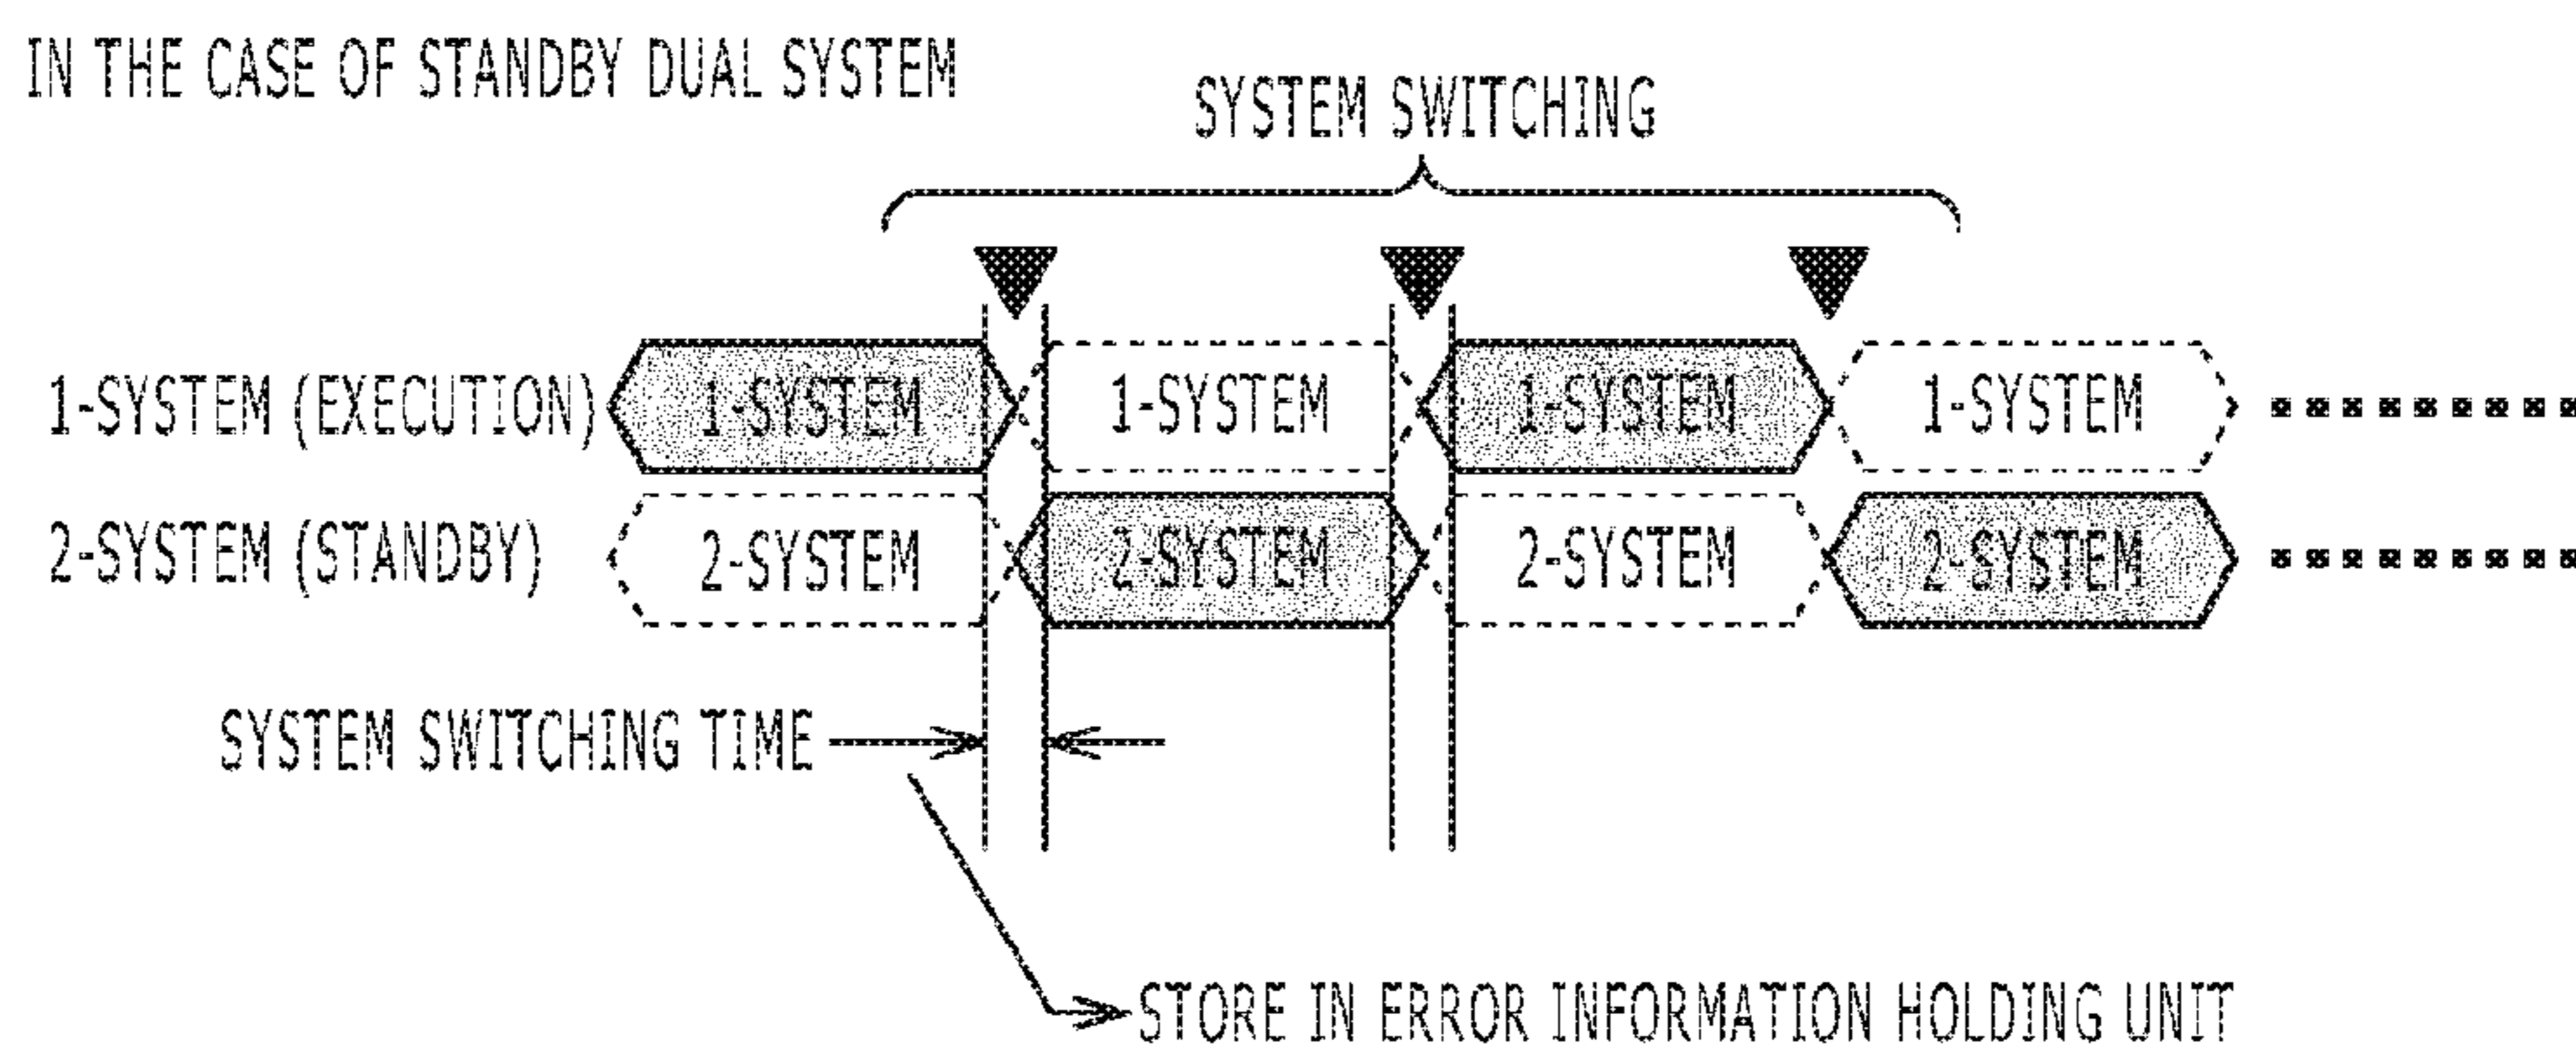 IN THE CASE OF STANDBY DUAL SYSTEM
SYSTEM SWITCHING
1-SYSTEM (EXECUTION) 1-SYSTEM 1-SYSTEM 1-SYSTEM 1-SYSTEM
2-SYSTEM (STANDBY) 2-SYSTEM 2-SYSTEM 2-SYSTEM 2-SYSTEM
SYSTEM SWITCHING TIME
STORE IN ERROR INFORMATION HOLDING UNIT